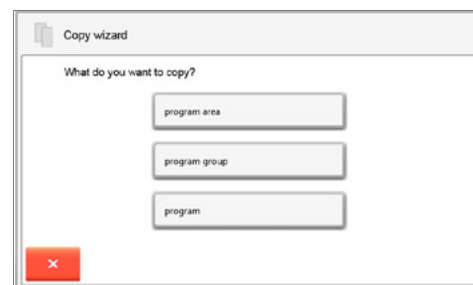 Copy wizard
What do you want to copy?
program area
program group
program